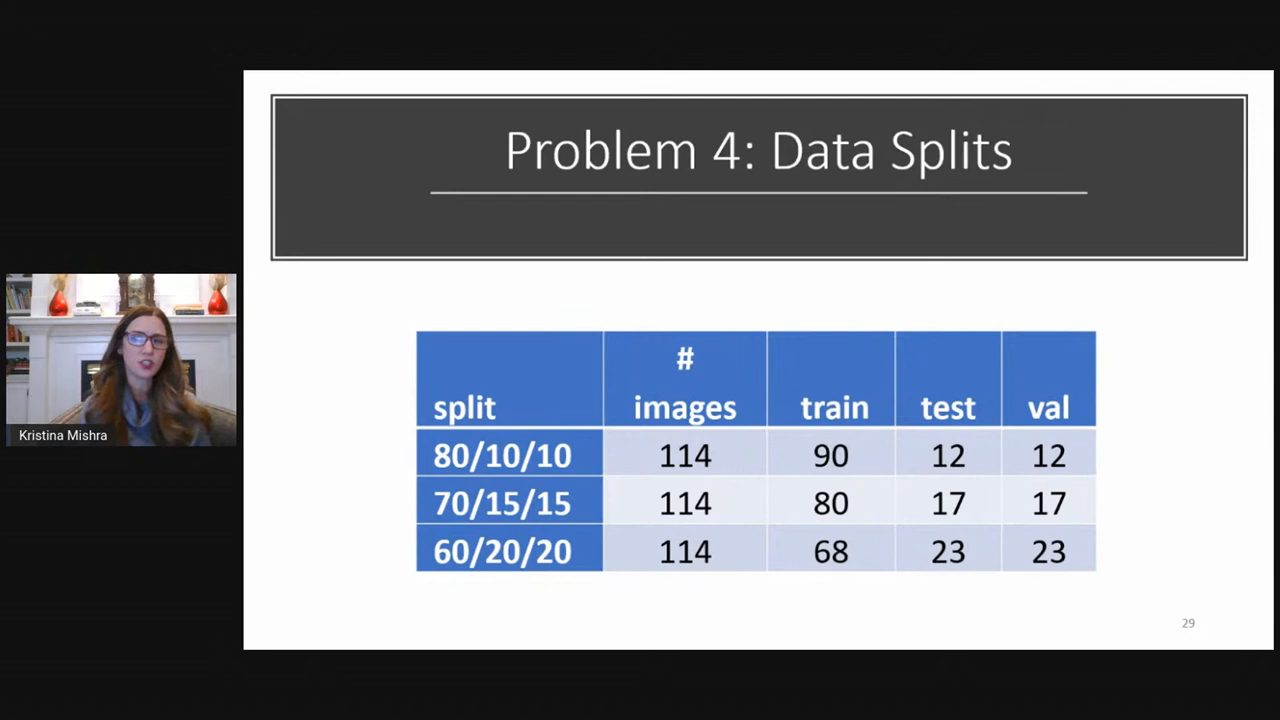 Problem 4: Data Splits
Kristina Mishra
split # images train test val
80/10/10 114 90 12 12
70/15/15 114 80 17 17
60/20/20 114 68 23 23
29